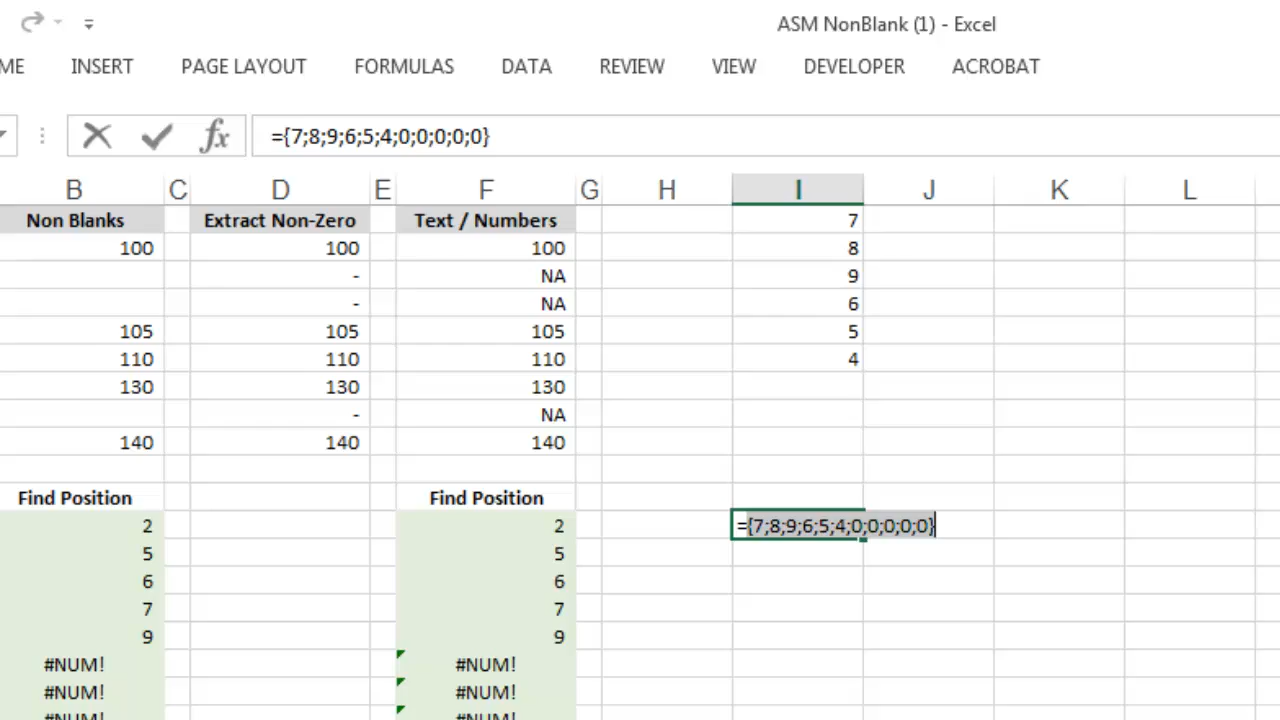 ASM NonBlank (1) - Excel
ME INSERT PAGE LAYOUT FORMULAS DATA REVIEW VIEW DEVELOPER ACROBAT
fx ={7;8;9;6;5;4;0;0;0;0;0}
B C D E F G H I J K L
Non Blanks Extract Non-Zero Text / Numbers 7
100 100 100 8
- NA 9
- NA 6
105 105 105 5
110 110 110 4
130 130 130
- NA
140 140 140
Find Position Find Position
2 2 ={7;8;9;6;5;4;0;0;0;0;0}
5 5
6 6
7 7
9 9
#NUM! #NUM!
#NUM! #NUM!
#NUM! #NUM!